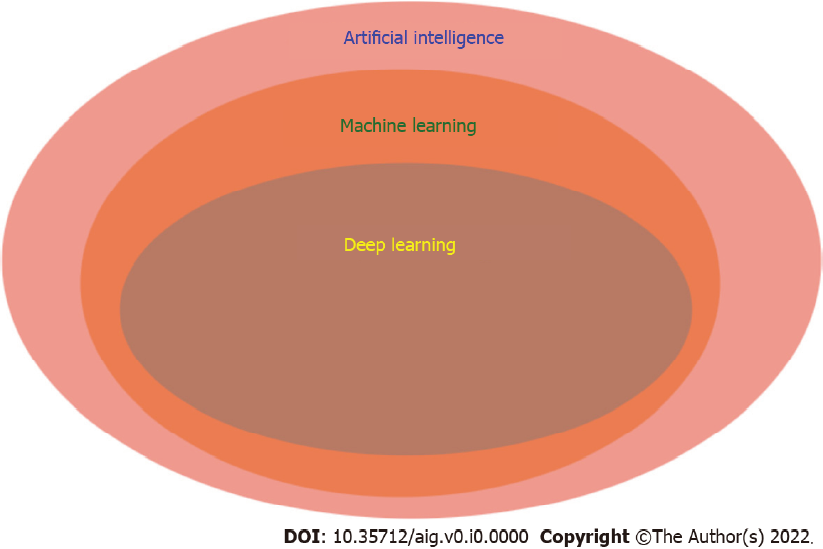 Artificial intelligence
Machine learning
Deep learning
DOI: 10.35712/aig.v0.i0.0000 Copyright ©The Author(s) 2022.